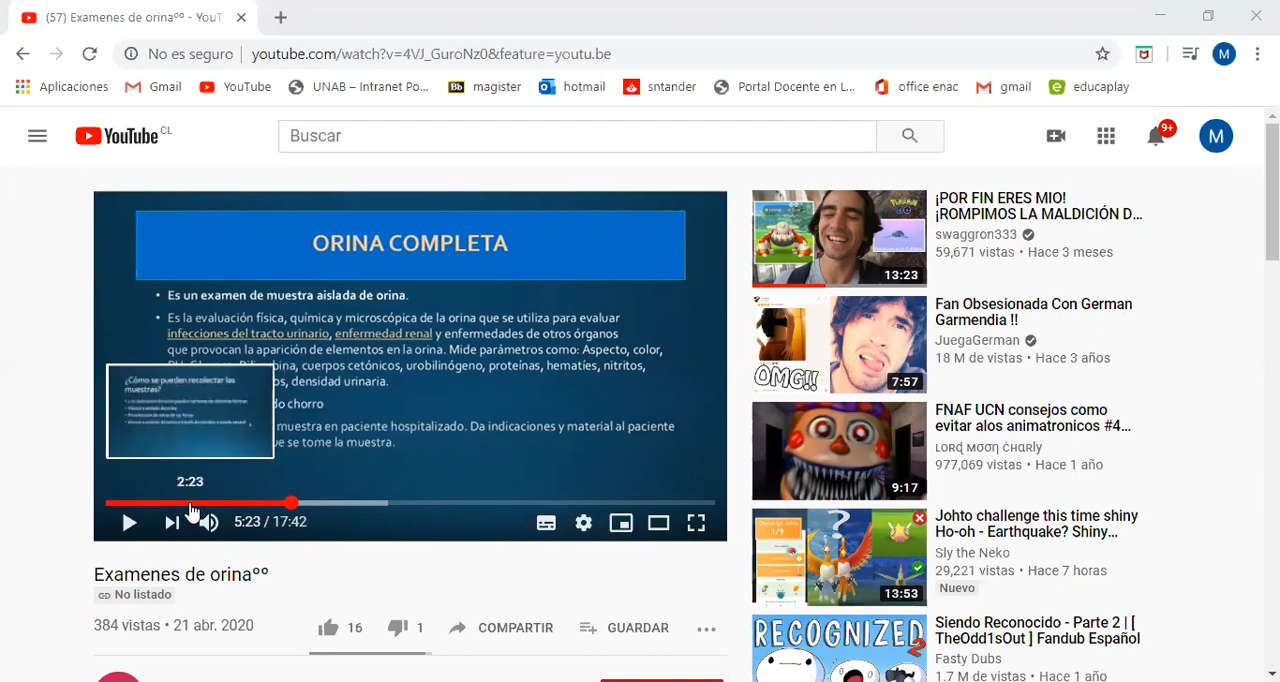 (57) Examenes de orinaºº - YouT
No es seguro
youtube.com/watch?v=4VJ_GuroNz0&feature=youtu.be
M
Aplicaciones
Gmail
YouTube
UNAB - Intranet Po...
Bb magister
hotmail
sntander
Portal Docente en L...
office enac
gmail
educaplay
YouTube CL
Buscar
9+
M
ORINA COMPLETA
• Es un examen de muestra aislada de orina.
• Es la evaluación física, química y microscópica de la orina que se utiliza para evaluar
infecciones del tracto urinario, enfermedad renal y enfermedades de otros órganos
que provocan la aparición de elementos en la orina. Mide parámetros como: Aspecto, color,
bina, cuerpos cetónicos, urobilinógeno, proteínas, hematíes, nitritos,
os, densidad urinaria.
do chorro
muestra en paciente hospitalizado. Da indicaciones y material al paciente
ue se tome la muestra.
¿Cómo se pueden recolectar las
muestras?
2:23
5:23 / 17:42
Examenes de orinaºº
No listado
384 vistas • 21 abr. 2020
16
1
COMPARTIR
GUARDAR
13:23
¡POR FIN ERES MIO!
¡ROMPIMOS LA MALDICIÓN D...
swaggron333
59,671 vistas • Hace 3 meses
OMG!!
7:57
Fan Obsesionada Con German
Garmendia !!
JuegaGerman
18 M de vistas • Hace 3 años
9:17
FNAF UCN consejos como
evitar alos animatronicos #4...
ʟᴏʀɖ ᴍσσɳ ċнαɾʟу
977,069 vistas • Hace 1 año
13:53
Johto challenge this time shiny
Ho-oh - Earthquake? Shiny...
Sly the Neko
29,221 vistas • Hace 7 horas
Nuevo
RECOGNIZED
2
Siendo Reconocido - Parte 2 | [
TheOdd1sOut ] Fandub Español
Fasty Dubs
1.7 M de vistas • Hace 1 año